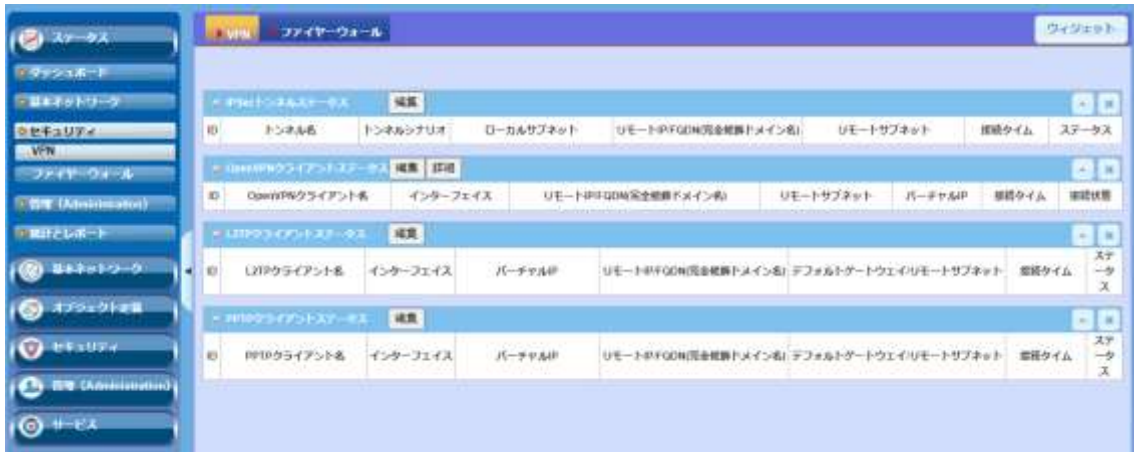 ステータス
ダッシュボード
基本ネットワーク
セキュリティ
VPN
ファイヤーウォール
管理 (Administration)
統計とレポート
基本ネットワーク
オブジェクト定義
セキュリティ
管理 (Administration)
サービス
VPN ファイヤーウォール ウィジェット
IPSecトンネルステータス 編集
ID トンネル名 トンネルシナリオ ローカルサブネット リモートIP/FQDN(完全修飾ドメイン名) リモートサブネット 接続タイム ステータス
OpenVPNクライアントステータス 編集 詳細
ID OpenVPNクライアント名 インターフェイス リモートIP/FQDN(完全修飾ドメイン名) リモートサブネット バーチャルIP 接続タイム 接続状態
L2TPクライアントステータス 編集
ID L2TPクライアント名 インターフェイス バーチャルIP リモートIP/FQDN(完全修飾ドメイン名) デフォルトゲートウェイ/リモートサブネット 接続タイム ステータス
PPTPクライアントステータス 編集
ID PPTPクライアント名 インターフェイス バーチャルIP リモートIP/FQDN(完全修飾ドメイン名) デフォルトゲートウェイ/リモートサブネット 接続タイム ステータス